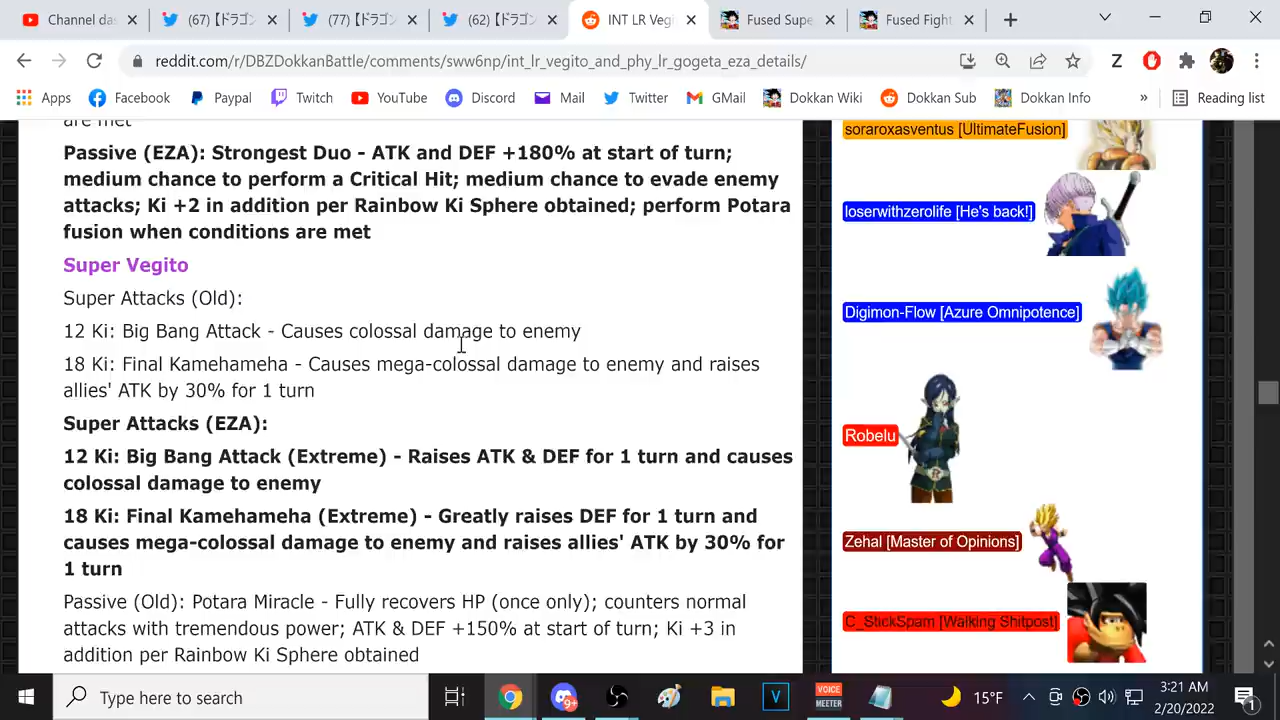 (67) 【ドラゴン
(77) 【ドラゴン
(62) 【ドラゴン
INT LR Vegi
Fused Supe
Fused Fight
reddit.com/r/DBZDokkanBattle/comments/sww6np/int_lr_vegito_and_phy_lr_gogeta_eza_details/
Apps
Facebook
Paypal
Twitch
YouTube
Discord
Mail
Twitter
GMail
Dokkan Wiki
Dokkan Sub
Dokkan Info
»
Reading list
are met
Passive (EZA): Strongest Duo - ATK and DEF +180% at start of turn;
medium chance to perform a Critical Hit; medium chance to evade enemy
attacks; Ki +2 in addition per Rainbow Ki Sphere obtained; perform Potara
fusion when conditions are met
Super Vegito
Super Attacks (Old):
12 Ki: Big Bang Attack - Causes colossal damage to enemy
18 Ki: Final Kamehameha - Causes mega-colossal damage to enemy and raises
allies' ATK by 30% for 1 turn
Super Attacks (EZA):
12 Ki: Big Bang Attack (Extreme) - Raises ATK & DEF for 1 turn and causes
colossal damage to enemy
18 Ki: Final Kamehameha (Extreme) - Greatly raises DEF for 1 turn and
causes mega-colossal damage to enemy and raises allies' ATK by 30% for
1 turn
Passive (Old): Potara Miracle - Fully recovers HP (once only); counters normal
attacks with tremendous power; ATK & DEF +150% at start of turn; Ki +3 in
addition per Rainbow Ki Sphere obtained
soraroxasventus [UltimateFusion]
loserwithzerolife [He's back!]
Digimon-Flow [Azure Omnipotence]
Robelu
Zehal [Master of Opinions]
C_StickSpam [Walking Shitpost]
Type here to search
9+
V
VOICE
MEETER
15°F
3:21 AM
2/20/2022
1